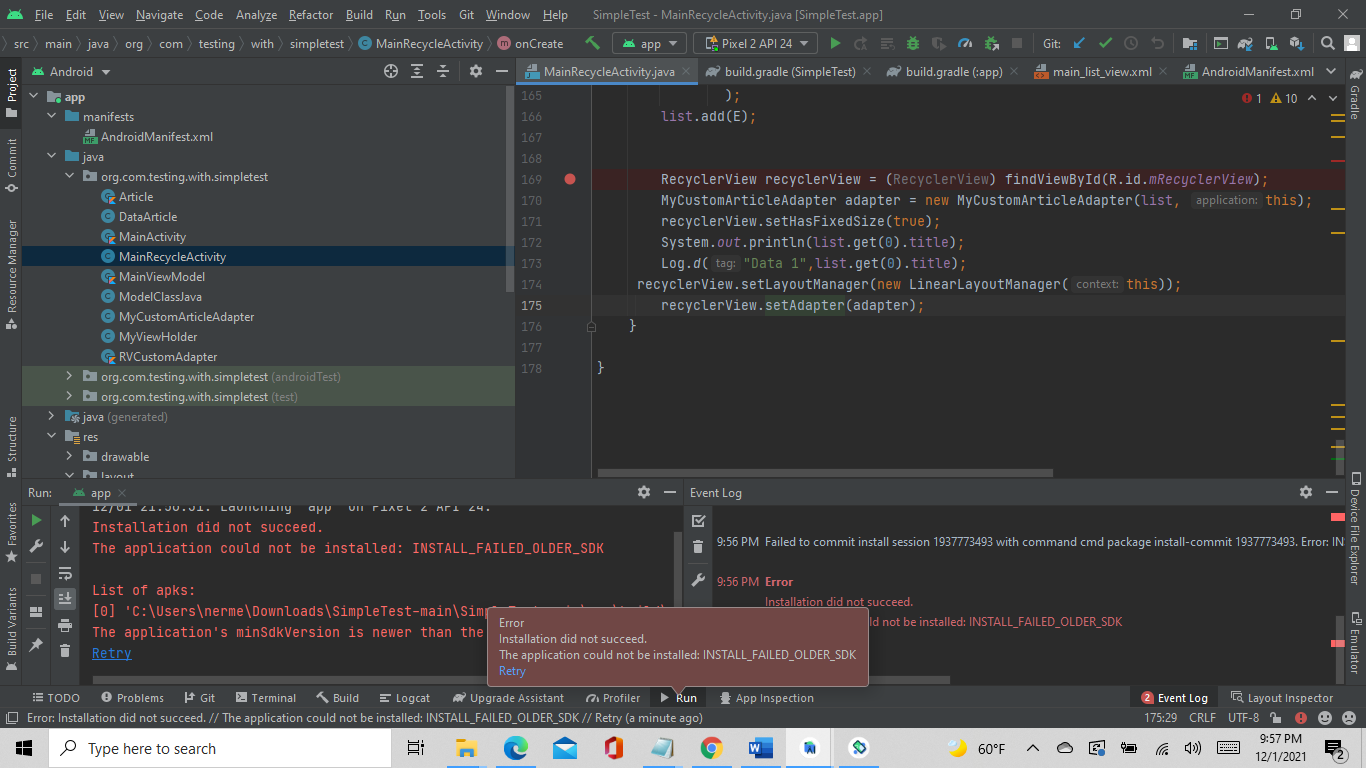 File Edit View Navigate Code Analyze Refactor Build Run Tools Git Window Help SimpleTest - MainRecycleActivity.java [SimpleTest.app]
src main java org com testing with simpletest MainRecycleActivity onCreate app Pixel 2 API 24 Git:
Android
MainRecycleActivity.java build.gradle (SimpleTest) build.gradle (:app) main_list_view.xml AndroidManifest.xml
Project
Commit
Resource Manager
Structure
Favorites
Build Variants
app
manifests
AndroidManifest.xml
java
org.com.testing.with.simpletest
Article
DataArticle
MainActivity
MainRecycleActivity
MainViewModel
ModelClassJava
MyCustomArticleAdapter
MyViewHolder
RVCustomAdapter
org.com.testing.with.simpletest (androidTest)
org.com.testing.with.simpletest (test)
java (generated)
res
drawable
layout
1 10
165 );
166 list.add(E);
167
168
169 RecyclerView recyclerView = (RecyclerView) findViewById(R.id.mRecyclerView);
170 MyCustomArticleAdapter adapter = new MyCustomArticleAdapter(list, application: this);
171 recyclerView.setHasFixedSize(true);
172 System.out.println(list.get(0).title);
173 Log.d( tag: "Data 1",list.get(0).title);
174 recyclerView.setLayoutManager(new LinearLayoutManager( context: this));
175 recyclerView.setAdapter(adapter);
176 }
177
178 }
Gradle
Device File Explorer
Emulator
Run: app
12/01 21:56:51: Launching 'app' on Pixel 2 API 24.
Installation did not succeed.
The application could not be installed: INSTALL_FAILED_OLDER_SDK
List of apks:
[0] 'C:\Users\nerme\Downloads\SimpleTest-main\Simp
The application's minSdkVersion is newer than the
Retry
Event Log
9:56 PM Failed to commit install session 1937773493 with command cmd package install-commit 1937773493. Error: IN
9:56 PM Error
Installation did not succeed.
ld not be installed: INSTALL_FAILED_OLDER_SDK
Error
Installation did not succeed.
The application could not be installed: INSTALL_FAILED_OLDER_SDK
Retry
TODO Problems Git Terminal Build Logcat Upgrade Assistant Profiler Run App Inspection 2 Event Log Layout Inspector
Error: Installation did not succeed. // The application could not be installed: INSTALL_FAILED_OLDER_SDK // Retry (a minute ago) 175:29 CRLF UTF-8
Type here to search
60°F
9:57 PM
12/1/2021
2